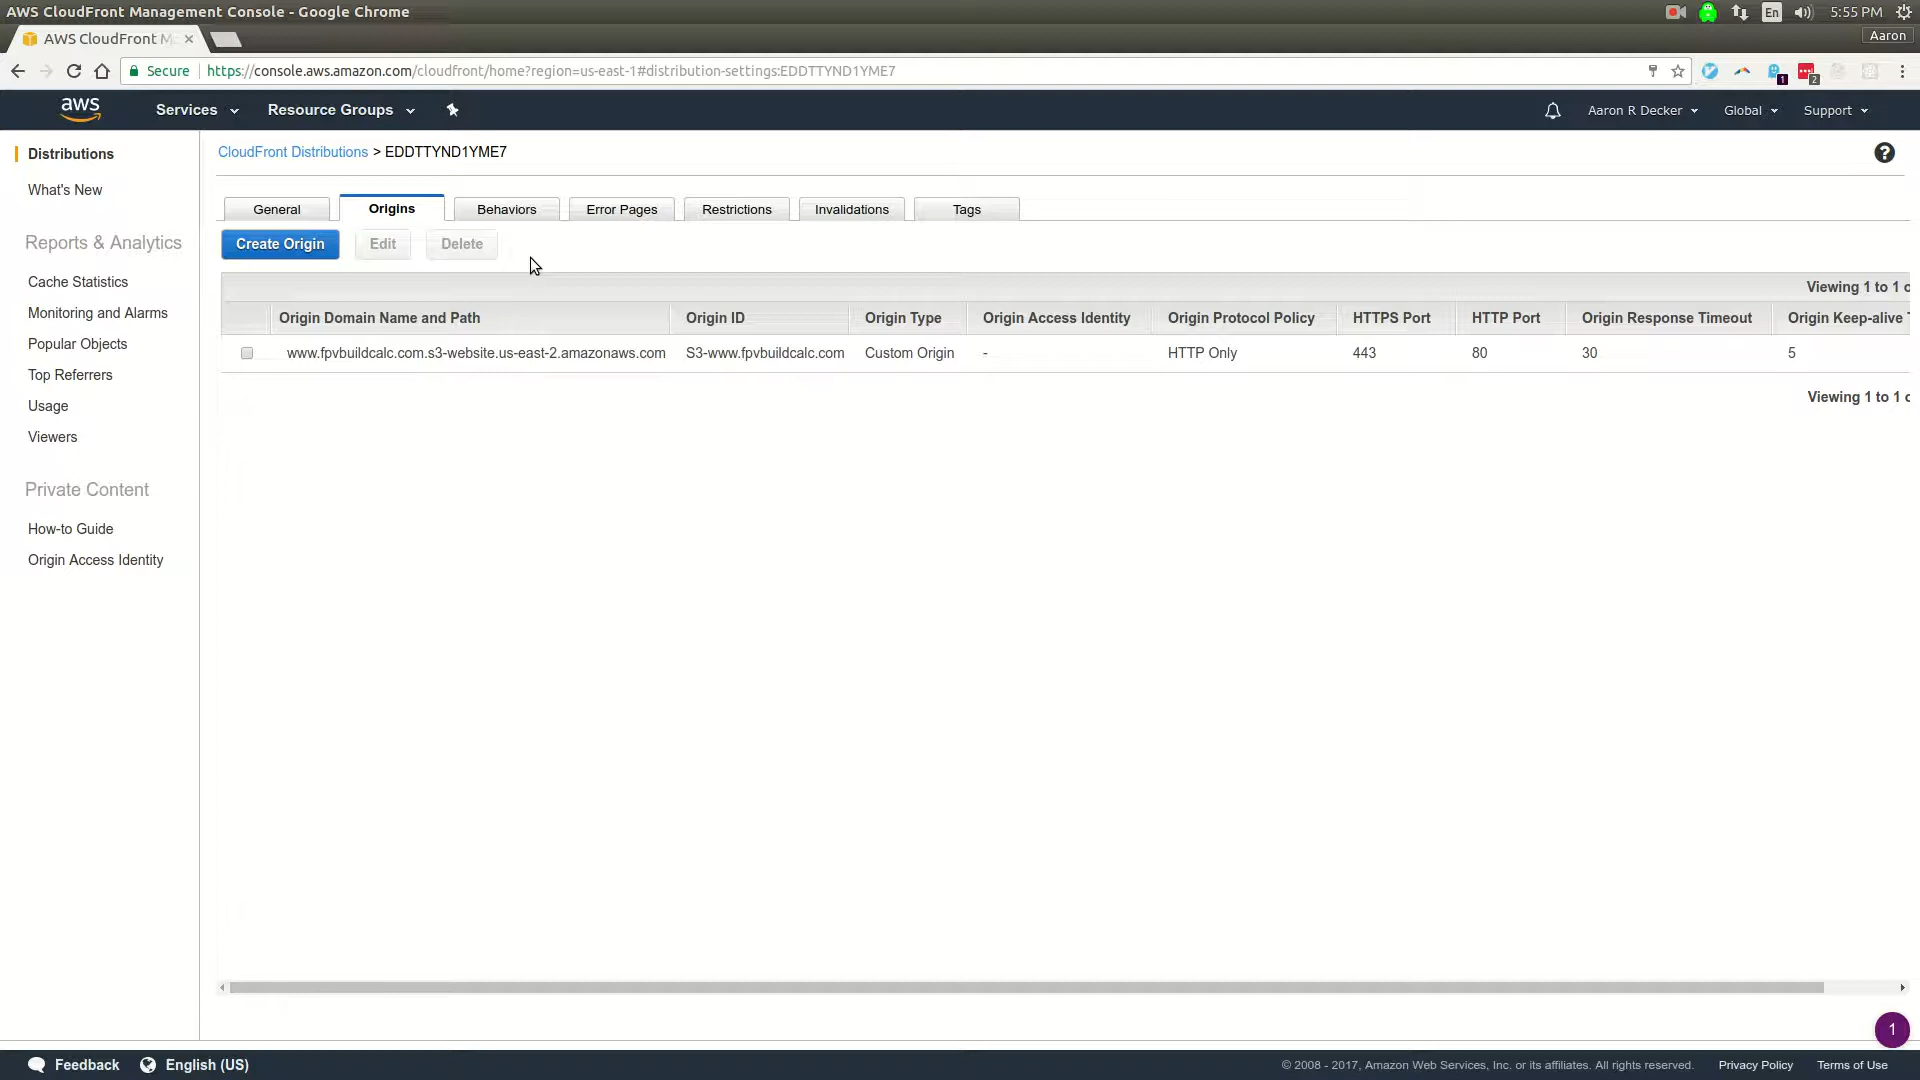 AWS CloudFront Management Console - Google Chrome
En
5:55 PM
AWS CloudFront M
Aaron
Secure
https://console.aws.amazon.com/cloudfront/home?region=us-east-1#distribution-settings:EDDTTYND1YME7
1
2
aws
Services
Resource Groups
Aaron R Decker
Global
Support
Distributions
What's New
Reports & Analytics
Cache Statistics
Monitoring and Alarms
Popular Objects
Top Referrers
Usage
Viewers
Private Content
How-to Guide
Origin Access Identity
CloudFront Distributions > EDDTTYND1YME7
?
General
Origins
Behaviors
Error Pages
Restrictions
Invalidations
Tags
Create Origin
Edit
Delete
Viewing 1 to 1 o
Origin Domain Name and Path
Origin ID
Origin Type
Origin Access Identity
Origin Protocol Policy
HTTPS Port
HTTP Port
Origin Response Timeout
Origin Keep-alive T
www.fpvbuildcalc.com.s3-website.us-east-2.amazonaws.com
S3-www.fpvbuildcalc.com
Custom Origin
-
HTTP Only
443
80
30
5
Viewing 1 to 1 o
1
Feedback
English (US)
© 2008 - 2017, Amazon Web Services, Inc. or its affiliates. All rights reserved.
Privacy Policy
Terms of Use